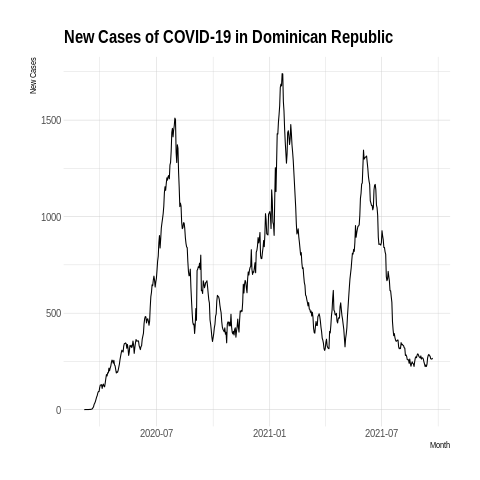 New Cases of COVID-19 in Dominican Republic
New Cases
1500
1000
500
0
2020-07
2021-01
2021-07
Month